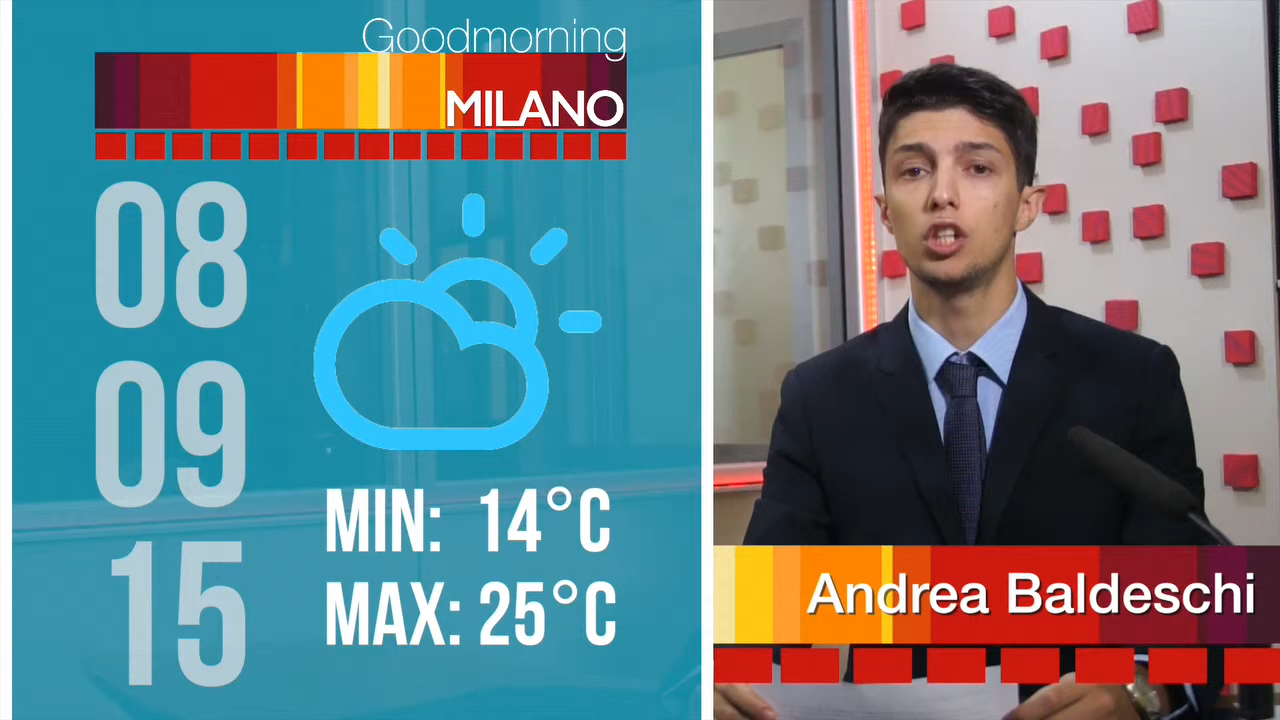 Goodmorning
MILANO
08
09
15
MIN: 14°C
MAX: 25°C
Andrea Baldeschi